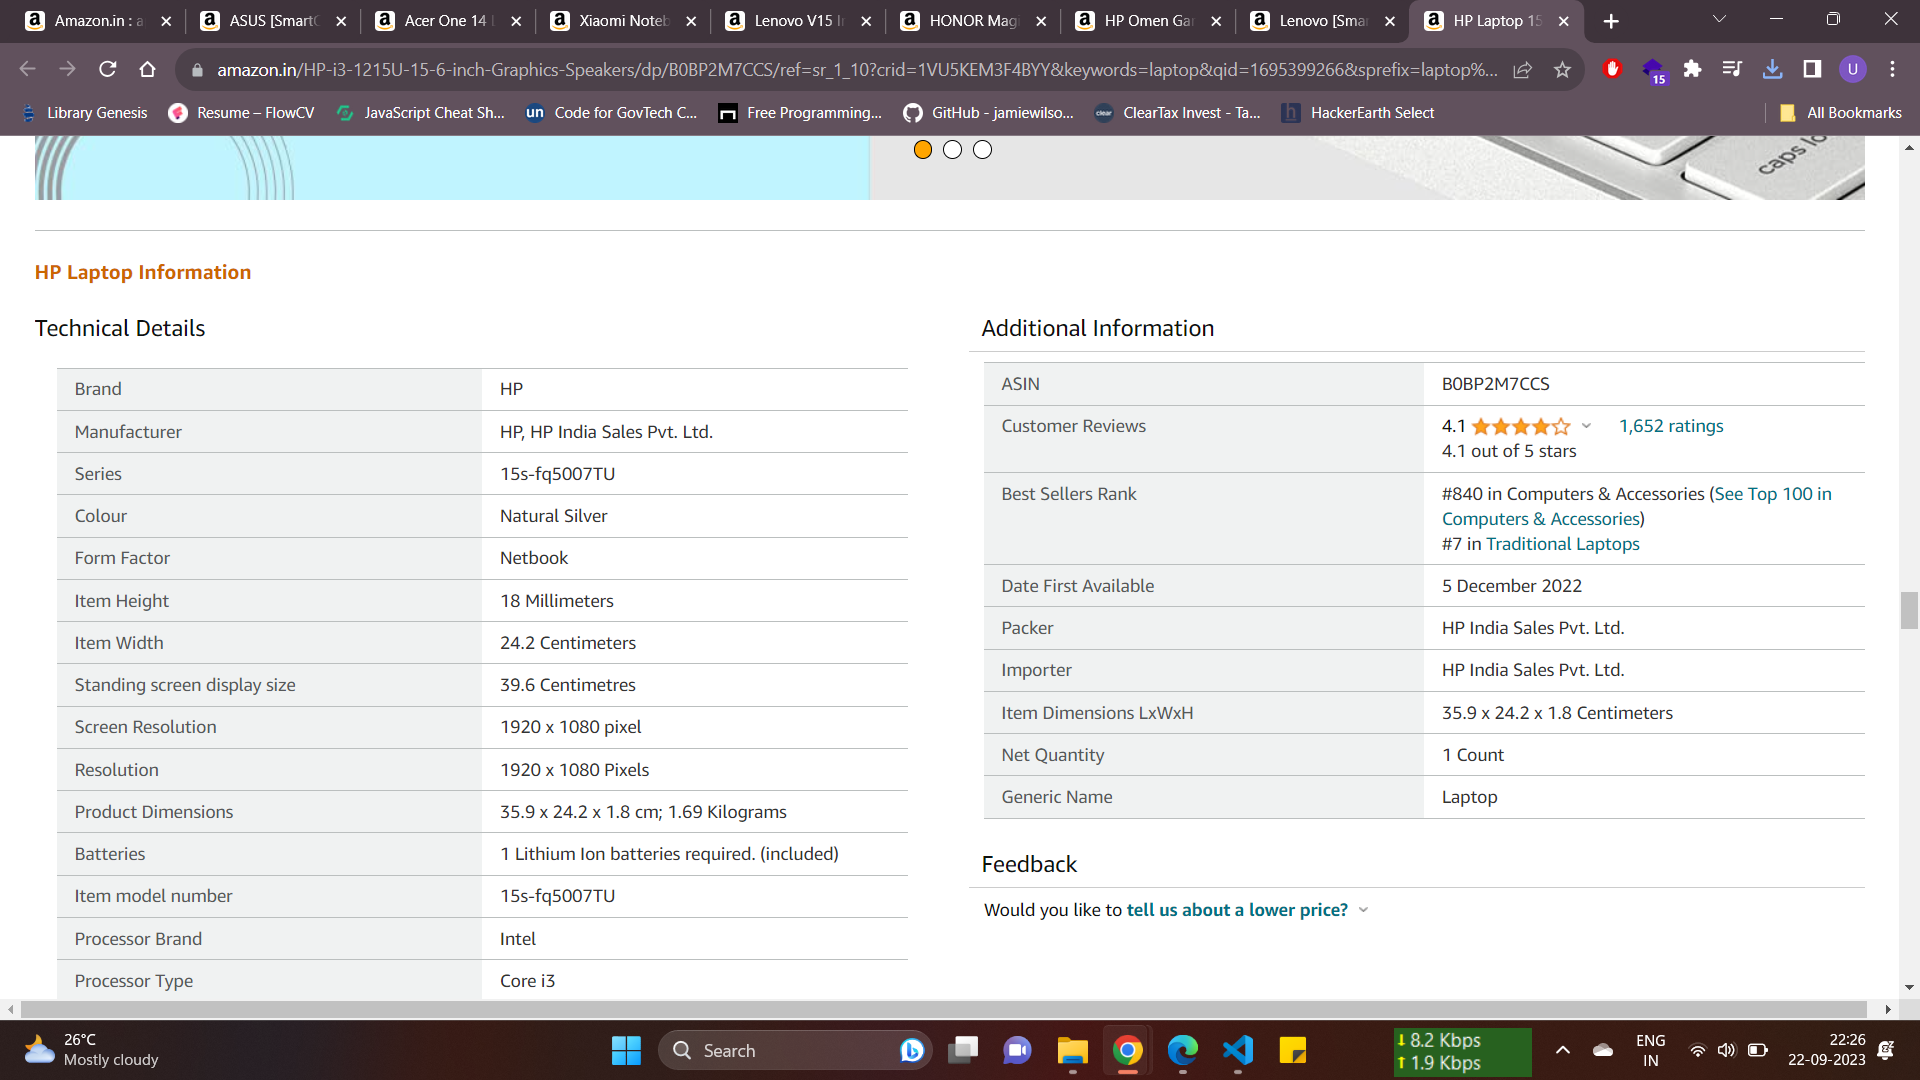 Amazon.in : a
ASUS [Smart
Acer One 14
Xiaomi Noteb
Lenovo V15
HONOR Mag
HP Omen Ga
Lenovo [Sma
HP Laptop 15
amazon.in/HP-i3-1215U-15-6-inch-Graphics-Speakers/dp/B0BP2M7CCS/ref=sr_1_10?crid=1VU5KEM3F4BYY&keywords=laptop&qid=1695399266&sprefix=laptop%...
15
U
Library Genesis
Resume – FlowCV
JavaScript Cheat Sh...
un Code for GovTech C...
Free Programming...
GitHub - jamiewilso...
clear ClearTax Invest - Ta...
h HackerEarth Select
All Bookmarks
caps lo
HP Laptop Information
Technical Details
Brand HP
Manufacturer HP, HP India Sales Pvt. Ltd.
Series 15s-fq5007TU
Colour Natural Silver
Form Factor Netbook
Item Height 18 Millimeters
Item Width 24.2 Centimeters
Standing screen display size 39.6 Centimetres
Screen Resolution 1920 x 1080 pixel
Resolution 1920 x 1080 Pixels
Product Dimensions 35.9 x 24.2 x 1.8 cm; 1.69 Kilograms
Batteries 1 Lithium Ion batteries required. (included)
Item model number 15s-fq5007TU
Processor Brand Intel
Processor Type Core i3
Additional Information
ASIN B0BP2M7CCS
Customer Reviews 4.1 1,652 ratings
4.1 out of 5 stars
Best Sellers Rank #840 in Computers & Accessories (See Top 100 in
Computers & Accessories)
#7 in Traditional Laptops
Date First Available 5 December 2022
Packer HP India Sales Pvt. Ltd.
Importer HP India Sales Pvt. Ltd.
Item Dimensions LxWxH 35.9 x 24.2 x 1.8 Centimeters
Net Quantity 1 Count
Generic Name Laptop
Feedback
Would you like to tell us about a lower price?
26°C
Mostly cloudy
Search
8.2 Kbps
1.9 Kbps
ENG
IN
22:26
22-09-2023